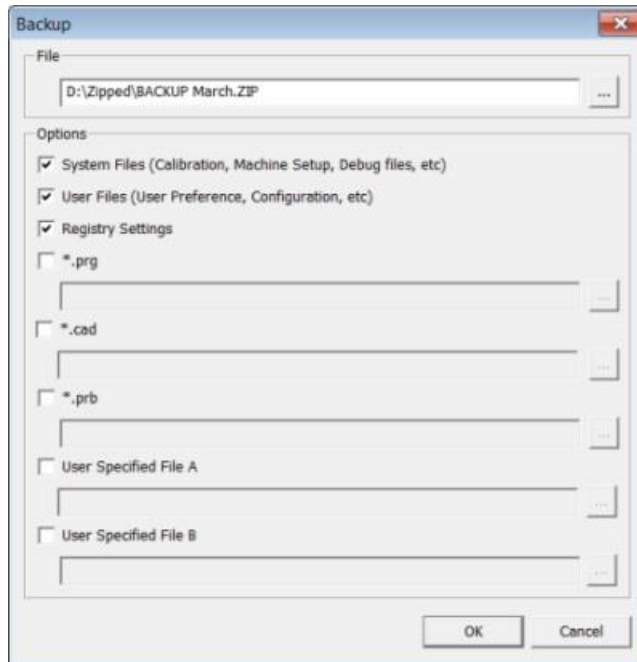 Backup
File
D:\Zipped\BACKUP March.ZIP
...
Options
System Files (Calibration, Machine Setup, Debug files, etc)
User Files (User Preference, Configuration, etc)
Registry Settings
*.prg
...
*.cad
...
*.prb
...
User Specified File A
...
User Specified File B
...
OK
Cancel